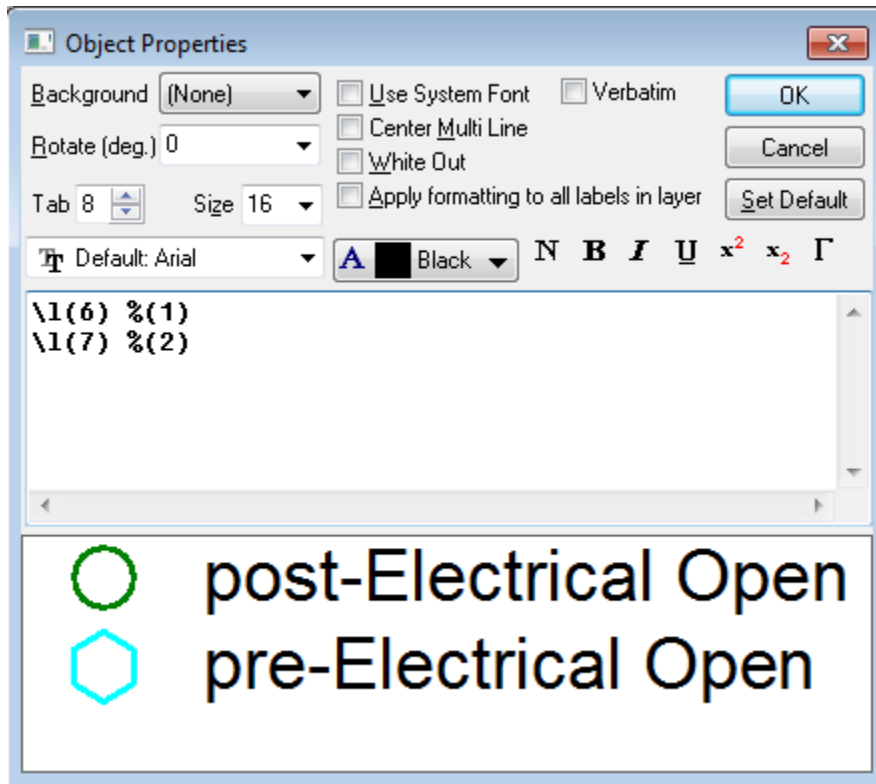 Object Properties
Background (None) Use System Font Verbatim OK
Rotate (deg.) 0 Center Multi Line Cancel
White Out
Tab 8 Size 16 Apply formatting to all labels in layer Set Default
Default: Arial A Black N B I U x² x₂ Γ
\l(6) %(1)
\l(7) %(2)
post-Electrical Open
pre-Electrical Open